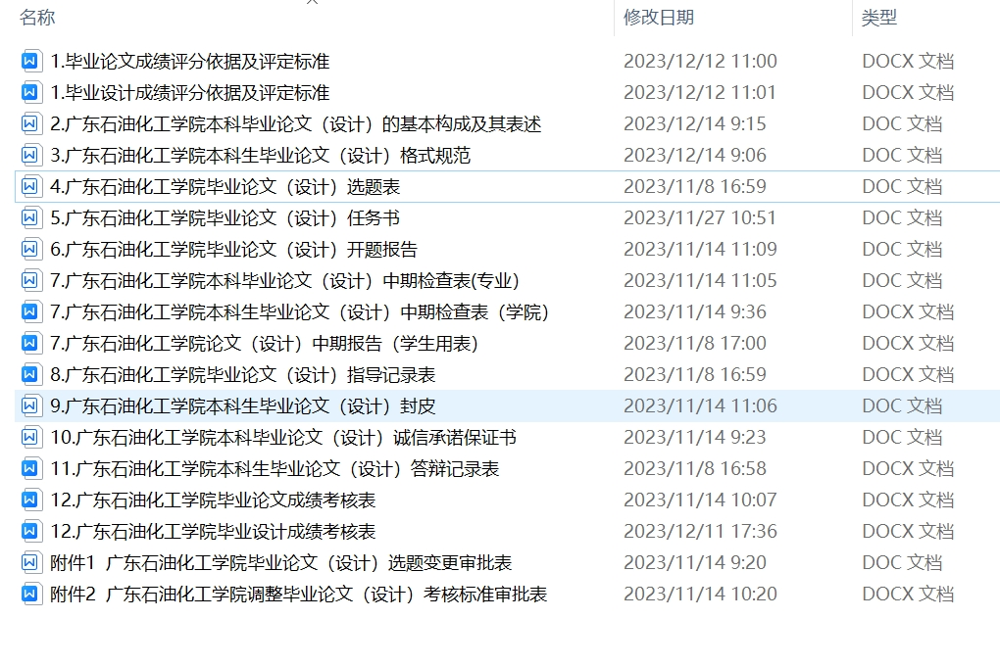 名称 修改日期 类型
1.毕业论文成绩评分依据及评定标准 2023/12/12 11:00 DOCX 文档
1.毕业设计成绩评分依据及评定标准 2023/12/12 11:01 DOCX 文档
2.广东石油化工学院本科毕业论文（设计）的基本构成及其表述 2023/12/14 9:15 DOC 文档
3.广东石油化工学院本科生毕业论文（设计）格式规范 2023/12/14 9:06 DOC 文档
4.广东石油化工学院毕业论文（设计）选题表 2023/11/8 16:59 DOC 文档
5.广东石油化工学院毕业论文（设计）任务书 2023/11/27 10:51 DOC 文档
6.广东石油化工学院毕业论文（设计）开题报告 2023/11/14 11:09 DOC 文档
7.广东石油化工学院本科毕业论文（设计）中期检查表(专业） 2023/11/14 11:05 DOC 文档
7.广东石油化工学院本科生毕业论文（设计）中期检查表（学院） 2023/11/14 9:36 DOCX 文档
7.广东石油化工学院论文（设计）中期报告（学生用表） 2023/11/8 17:00 DOCX 文档
8.广东石油化工学院毕业论文（设计）指导记录表 2023/11/8 16:59 DOCX 文档
9.广东石油化工学院本科生毕业论文（设计）封皮 2023/11/14 11:06 DOC 文档
10.广东石油化工学院本科毕业论文（设计）诚信承诺保证书 2023/11/14 9:23 DOC 文档
11.广东石油化工学院本科生毕业论文（设计）答辩记录表 2023/11/8 16:58 DOCX 文档
12.广东石油化工学院毕业论文成绩考核表 2023/11/14 10:07 DOCX 文档
12.广东石油化工学院毕业设计成绩考核表 2023/12/11 17:36 DOCX 文档
附件1 广东石油化工学院毕业论文（设计）选题变更审批表 2023/11/14 9:20 DOC 文档
附件2 广东石油化工学院调整毕业论文（设计）考核标准审批表 2023/11/14 10:20 DOCX 文档